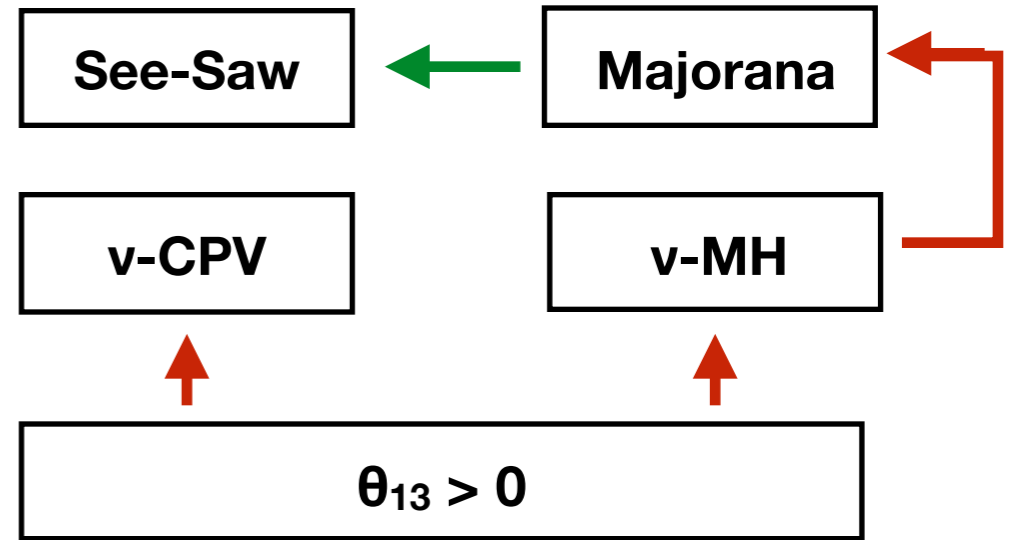 See-Saw
Majorana
ν-CPV
ν-MH
θ₁₃ > 0